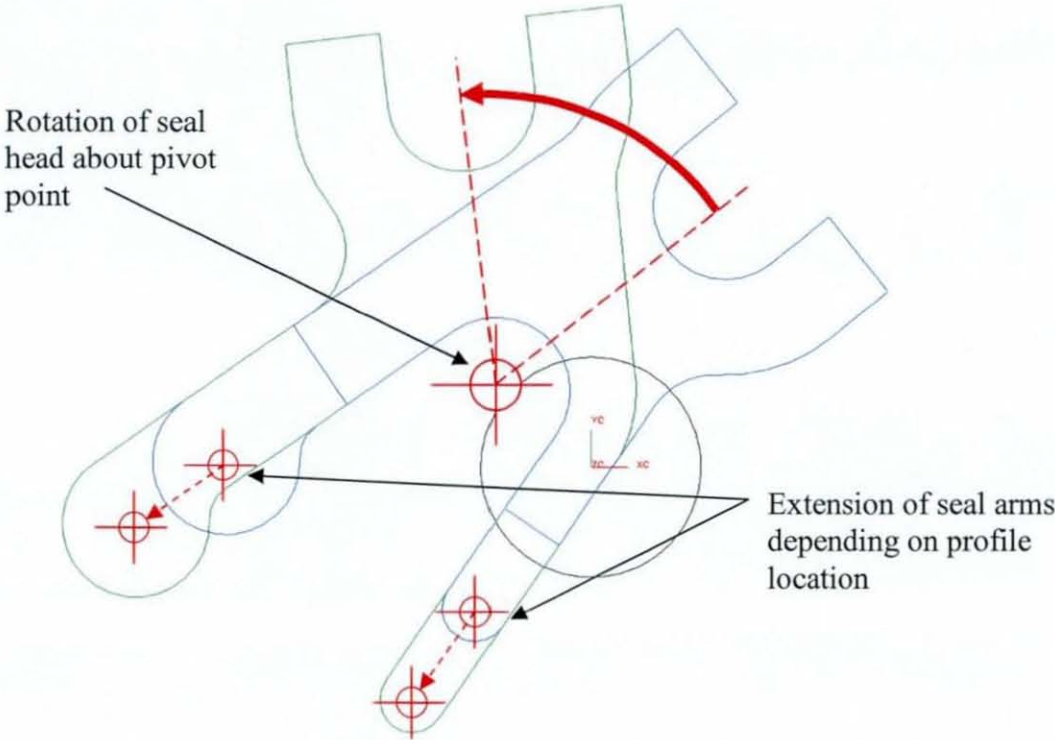 Rotation of seal
head about pivot
point
YC
ZC XC
Extension of seal arms
depending on profile
location